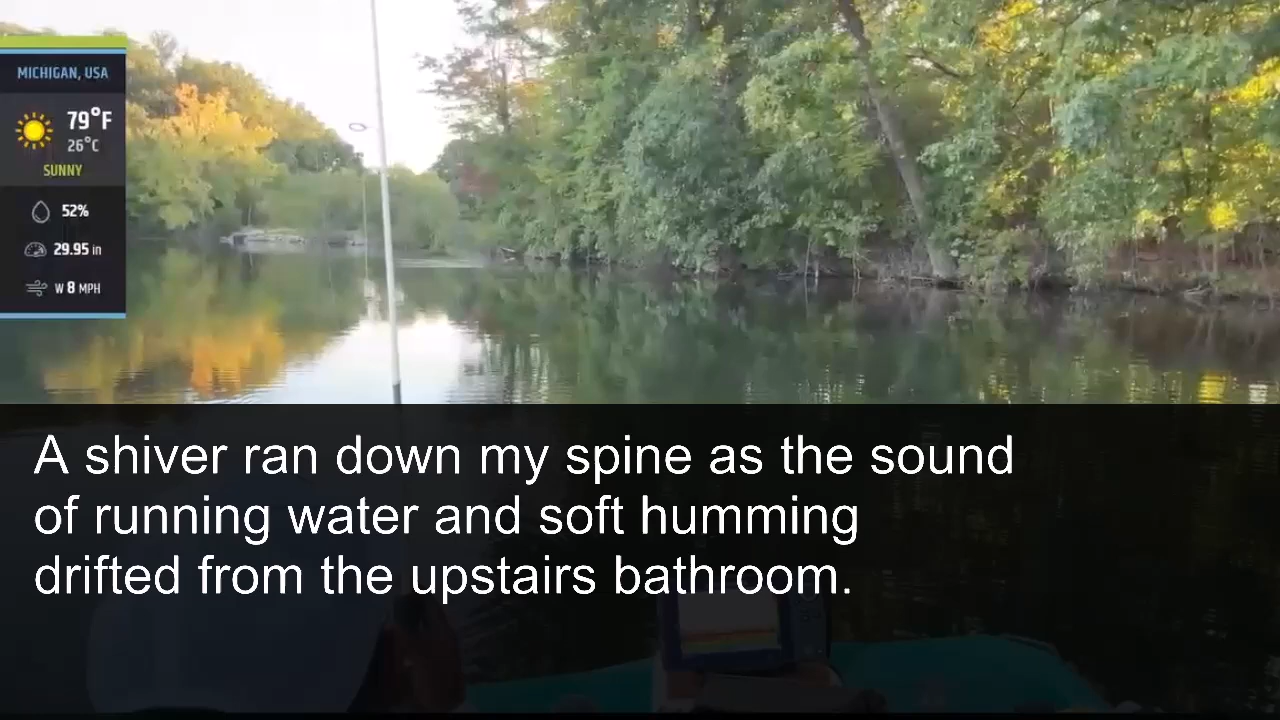 MICHIGAN, USA
79°F
26°C
SUNNY
52%
29.95 in
W 8 MPH
A shiver ran down my spine as the sound
of running water and soft humming
drifted from the upstairs bathroom.